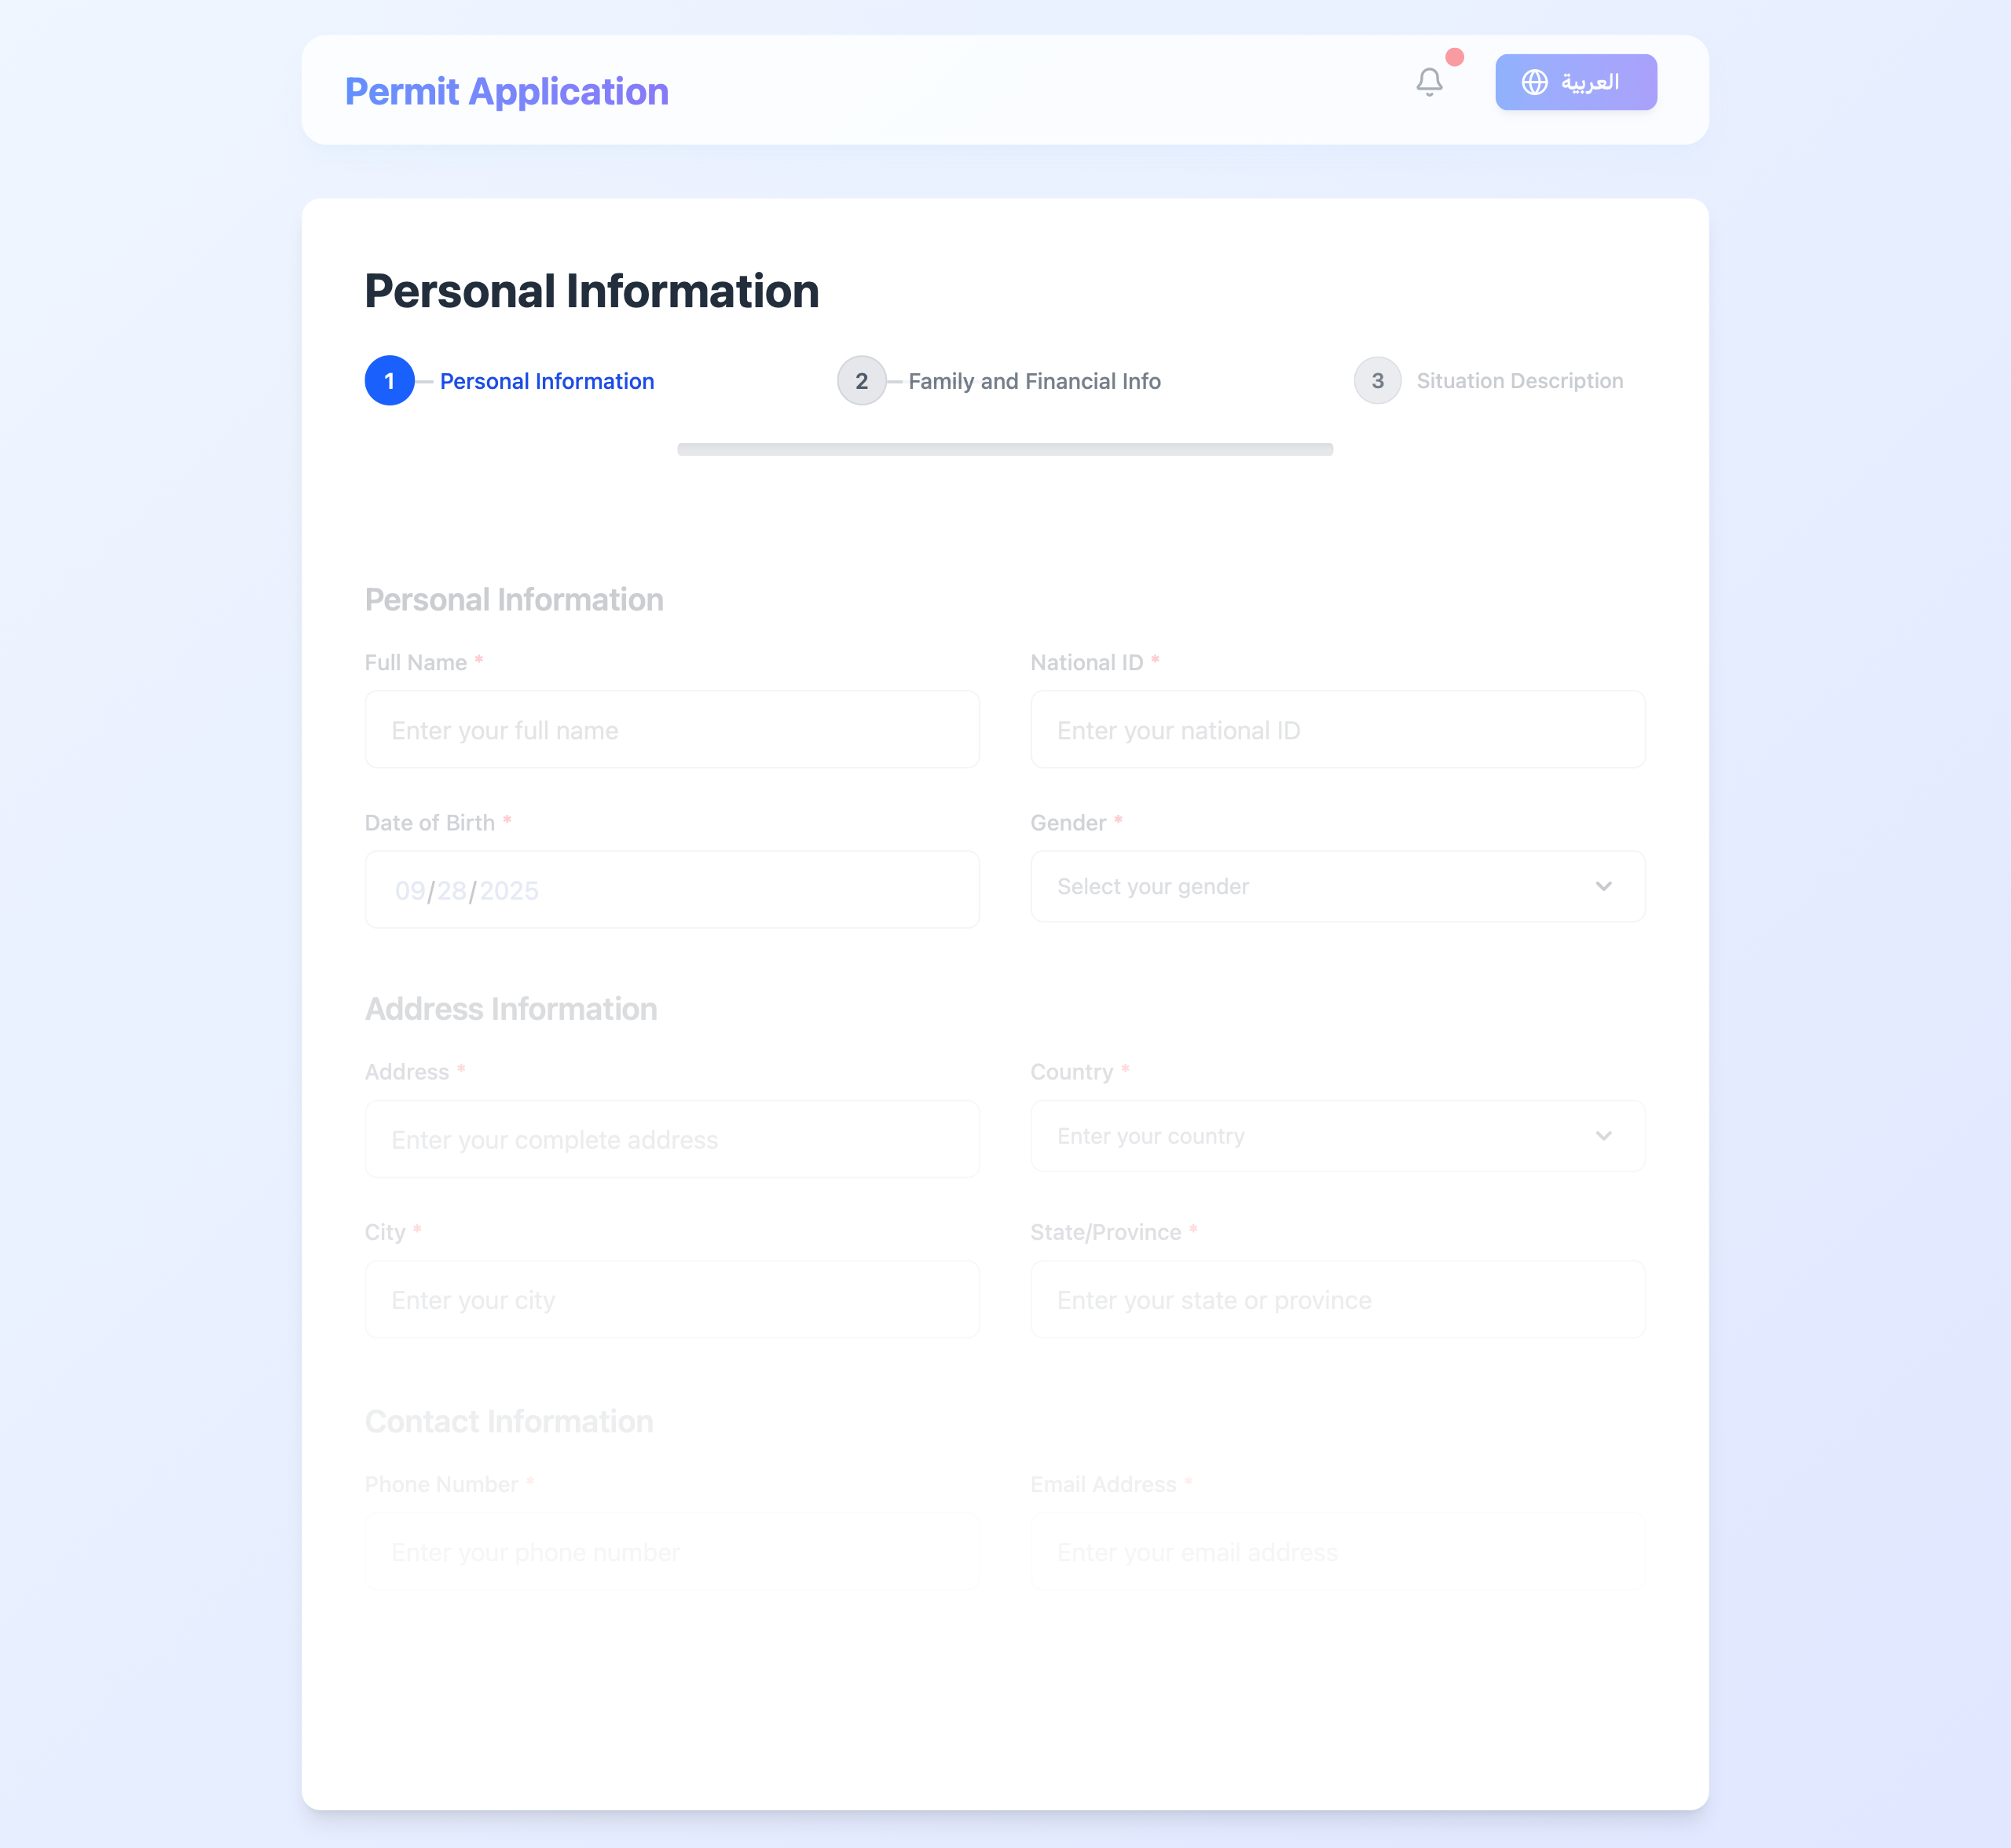 Permit Application
العربية
Personal Information
1 Personal Information
2 Family and Financial Info
3 Situation Description
Personal Information
Full Name *
National ID *
Enter your full name
Enter your national ID
Date of Birth *
Gender *
09/28/2025
Select your gender
Address Information
Address *
Country *
Enter your complete address
Enter your country
City *
State/Province *
Enter your city
Enter your state or province
Contact Information
Phone Number *
Email Address *
Enter your phone number
Enter your email address